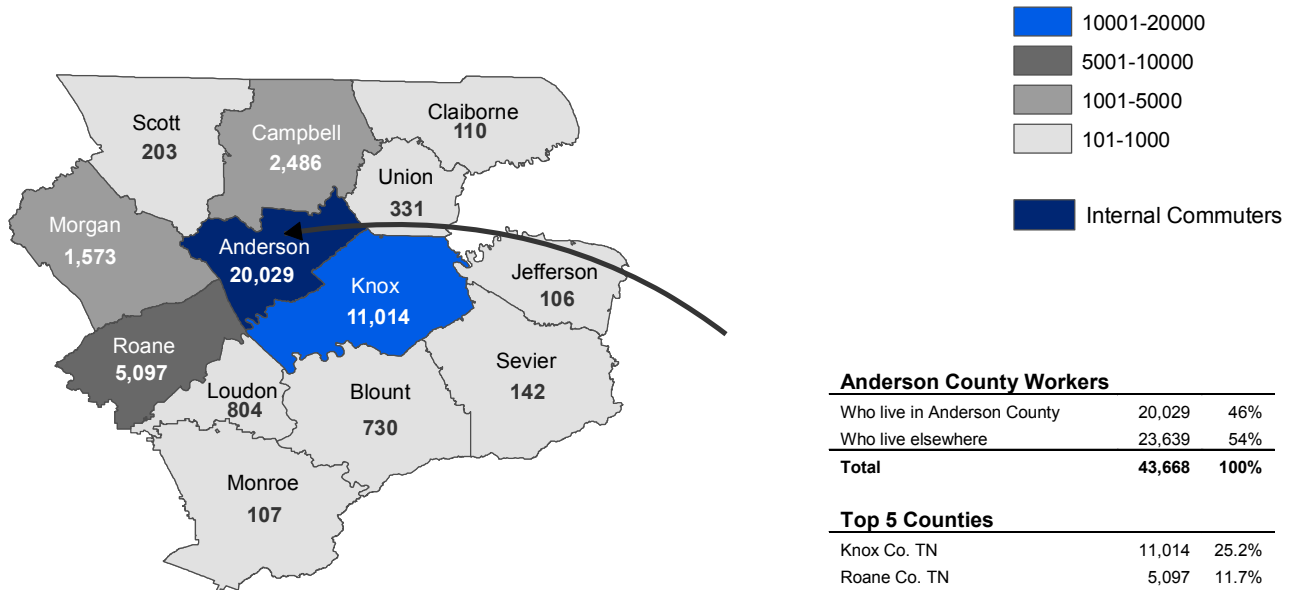 10001-20000
5001-10000
1001-5000
101-1000
Internal Commuters
Scott
203
Campbell
2,486
Claiborne
110
Union
331
Morgan
1,573
Anderson
20,029
Knox
11,014
Jefferson
106
Roane
5,097
Loudon
804
Blount
730
Sevier
142
Monroe
107
Anderson County Workers
Who live in Anderson County 20,029 46%
Who live elsewhere 23,639 54%
Total 43,668 100%
Top 5 Counties
Knox Co. TN 11,014 25.2%
Roane Co. TN 5,097 11.7%